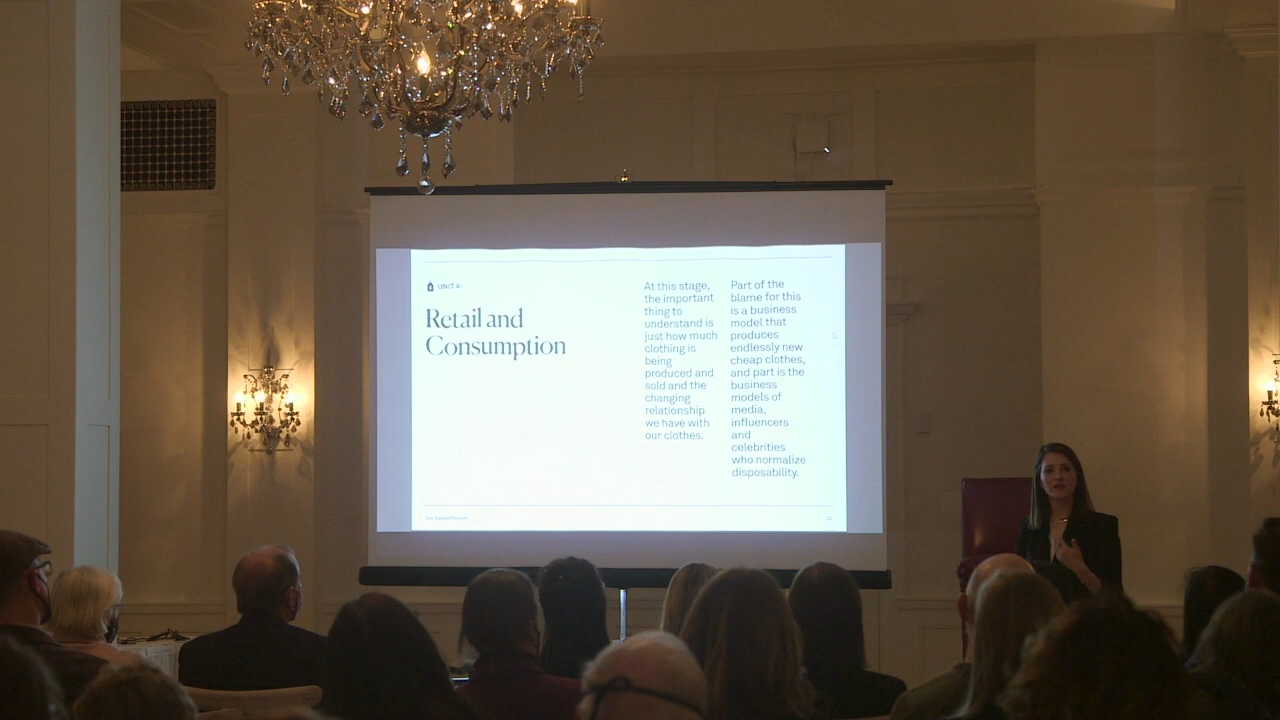 UNIT 4:
Retail and
Consumption
At this stage,
the important
thing to
understand is
just how much
clothing is
being
produced and
sold and the
changing
relationship
we have with
our clothes.
Part of the
blame for this
is a business
model that
produces
endlessly new
cheap clothes,
and part is the
business
models of
media,
influencers
and
celebrities
who normalize
disposability.